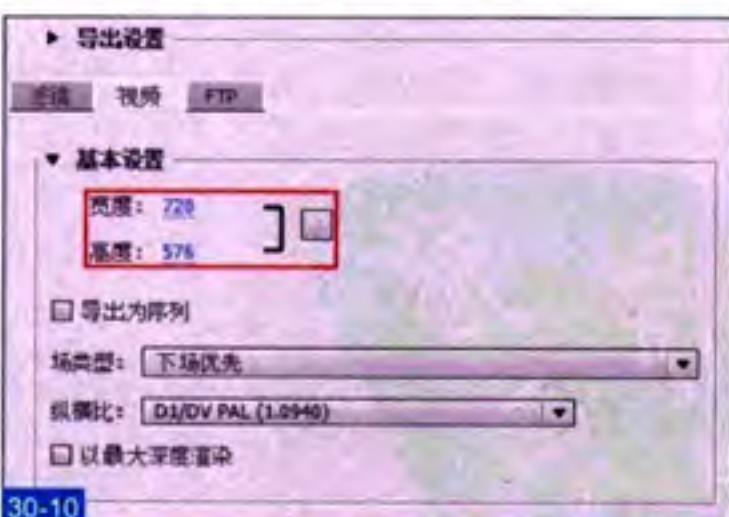 导出设置
滤镜 视频 FTP
基本设置
宽度: 720
高度: 576
导出为序列
场类型: 下场优先
纵横比: D1/DV PAL (1.0940)
以最大深度渲染
30-10